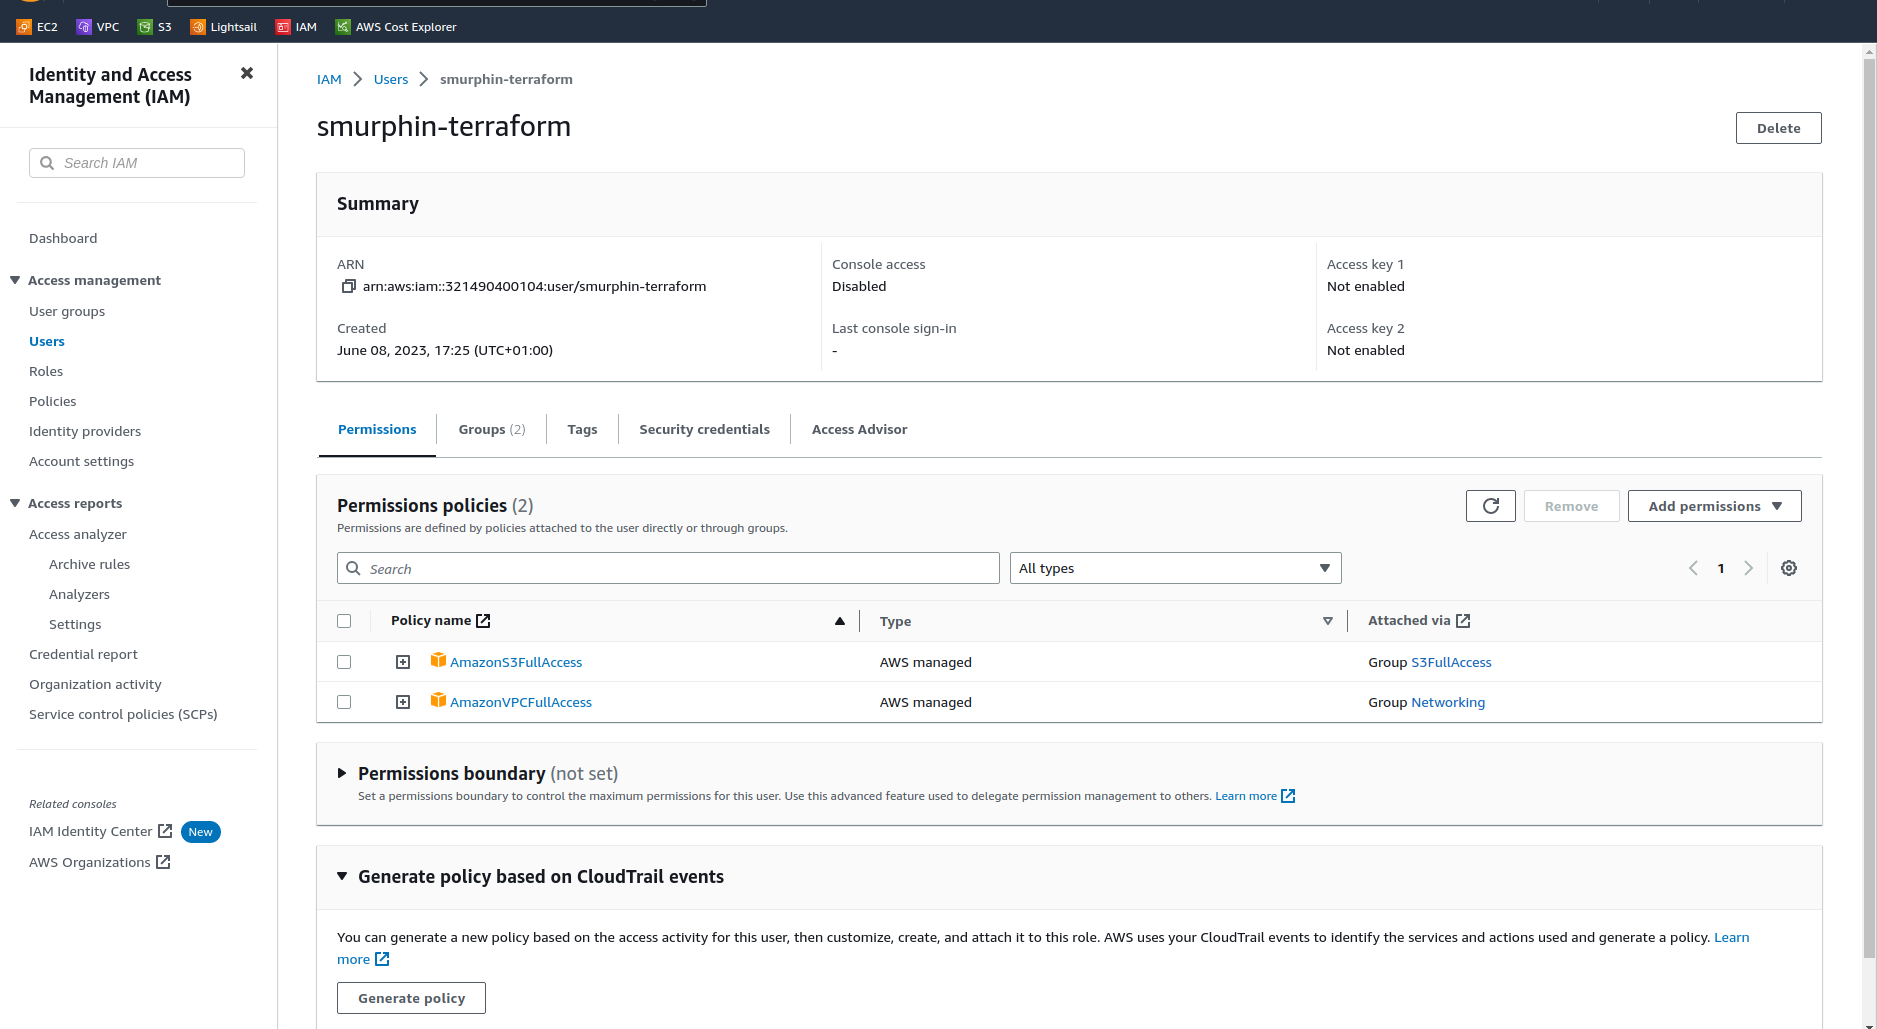 EC2 VPC S3 Lightsail IAM AWS Cost Explorer
Identity and Access
Management (IAM)
Search IAM
Dashboard
Access management
User groups
Users
Roles
Policies
Identity providers
Account settings
Access reports
Access analyzer
Archive rules
Analyzers
Settings
Credential report
Organization activity
Service control policies (SCPs)
Related consoles
IAM Identity Center New
AWS Organizations
IAM Users smurphin-terraform
smurphin-terraform
Delete
Summary
ARN
arn:aws:iam::321490400104:user/smurphin-terraform
Created
June 08, 2023, 17:25 (UTC+01:00)
Console access
Disabled
Last console sign-in
-
Access key 1
Not enabled
Access key 2
Not enabled
Permissions Groups (2) Tags Security credentials Access Advisor
Permissions policies (2)
Permissions are defined by policies attached to the user directly or through groups.
Remove Add permissions
Search All types 1
Policy name Type Attached via
AmazonS3FullAccess AWS managed Group S3FullAccess
AmazonVPCFullAccess AWS managed Group Networking
Permissions boundary (not set)
Set a permissions boundary to control the maximum permissions for this user. Use this advanced feature used to delegate permission management to others. Learn more
Generate policy based on CloudTrail events
You can generate a new policy based on the access activity for this user, then customize, create, and attach it to this role. AWS uses your CloudTrail events to identify the services and actions used and generate a policy. Learn
more
Generate policy